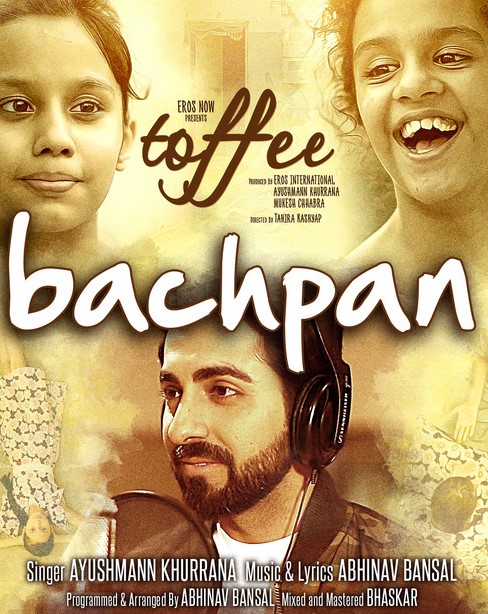 EROS NOW
PRESENTS
toffee
PRODUCED BY EROS INTERNATIONAL
AYUSHMANN KHURRANA
MUKESH CHHABRA
DIRECTED BY TAHIRA KASHYAP
bachpan
SENNHEISER
Singer AYUSHMANN KHURRANA Music & Lyrics ABHINAV BANSAL
Programmed & Arranged By ABHINAV BANSAL Mixed and Mastered BHASKAR